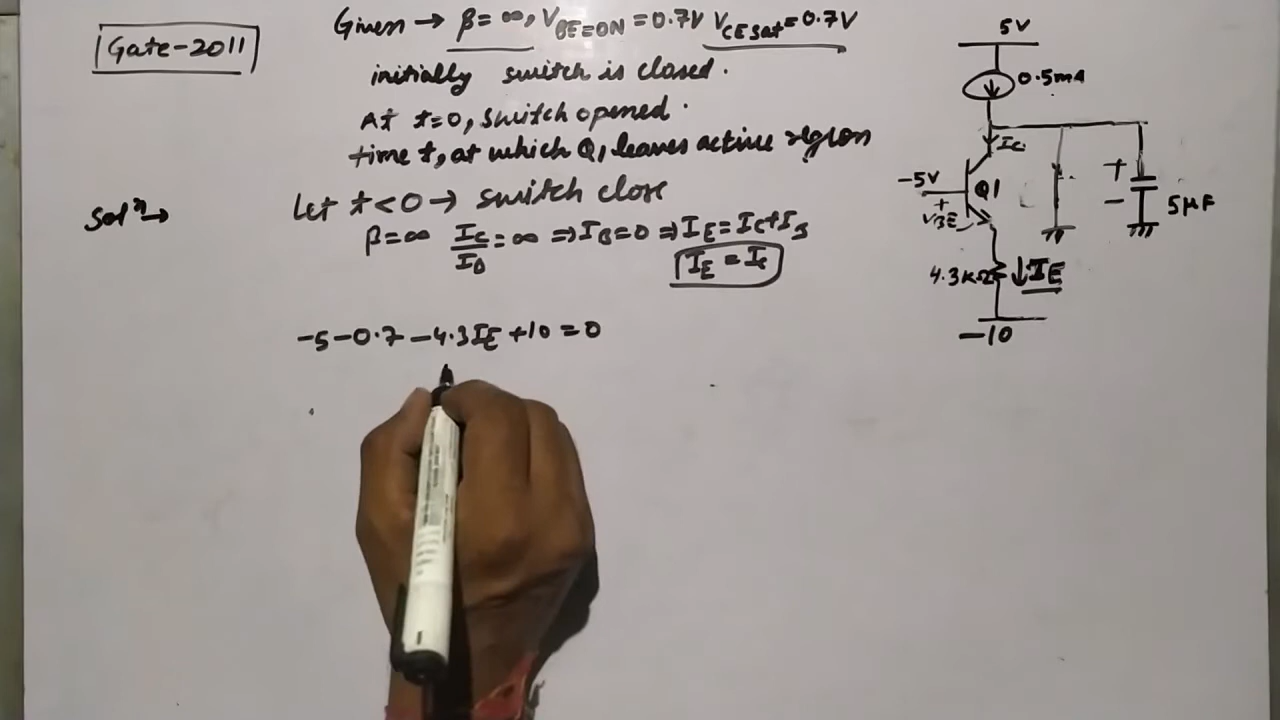 Gate-2011
Given → β = ∞, VBE=ON = 0.7V VCE sat = 0.7V
initially switch is closed.
At t=0, switch opened.
time t, at which Q1 leaves active region
Soln →
Let t<0 → switch close
β=∞ IC/IB = ∞ ⇒ IB=0 ⇒ IE = IC+IB
IE = IC
-5-0.7-4.3IE+10=0
5V
0.5mA
IC
-5V
Q1
+
VBE
-
+
-
5μF
4.3KΩ
↓IE
-10